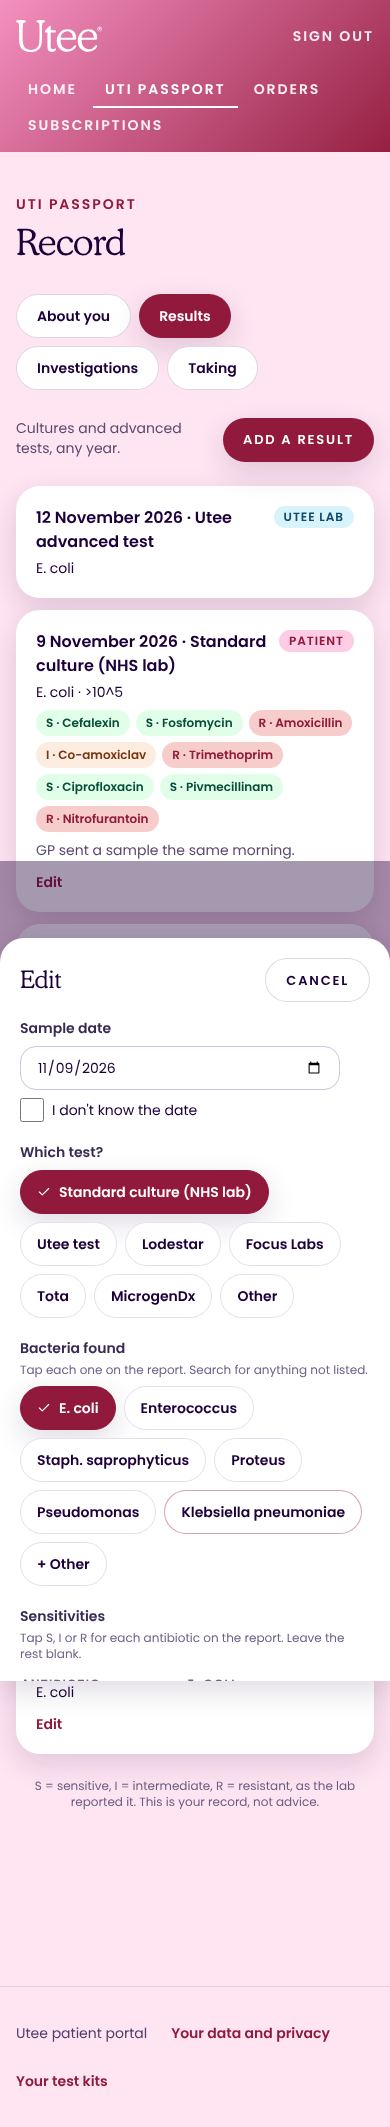 Utee®
SIGN OUT
HOME UTI PASSPORT ORDERS
SUBSCRIPTIONS
UTI PASSPORT
Record
About you Results
Investigations Taking
Cultures and advanced
tests, any year.
ADD A RESULT
12 November 2026 · Utee
advanced test
UTEE LAB
E. coli
9 November 2026 · Standard
culture (NHS lab)
PATIENT
E. coli · >10^5
S · Cefalexin S · Fosfomycin R · Amoxicillin
I · Co-amoxiclav R · Trimethoprim
S · Ciprofloxacin S · Pivmecillinam
R · Nitrofurantoin
GP sent a sample the same morning.
Edit
Edit
CANCEL
Sample date
11/09/2026
I don't know the date
Which test?
Standard culture (NHS lab)
Utee test Lodestar Focus Labs
Tota MicrogenDx Other
Bacteria found
Tap each one on the report. Search for anything not listed.
E. coli Enterococcus
Staph. saprophyticus Proteus
Pseudomonas Klebsiella pneumoniae
+ Other
Sensitivities
Tap S, I or R for each antibiotic on the report. Leave the
rest blank.
E. coli
Edit
S = sensitive, I = intermediate, R = resistant, as the lab
reported it. This is your record, not advice.
Utee patient portal Your data and privacy
Your test kits